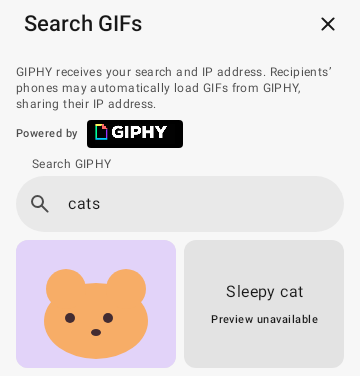 Search GIFs
GIPHY receives your search and IP address. Recipients’
phones may automatically load GIFs from GIPHY,
sharing their IP address.
Powered by GIPHY
Search GIPHY
cats
Sleepy cat
Preview unavailable